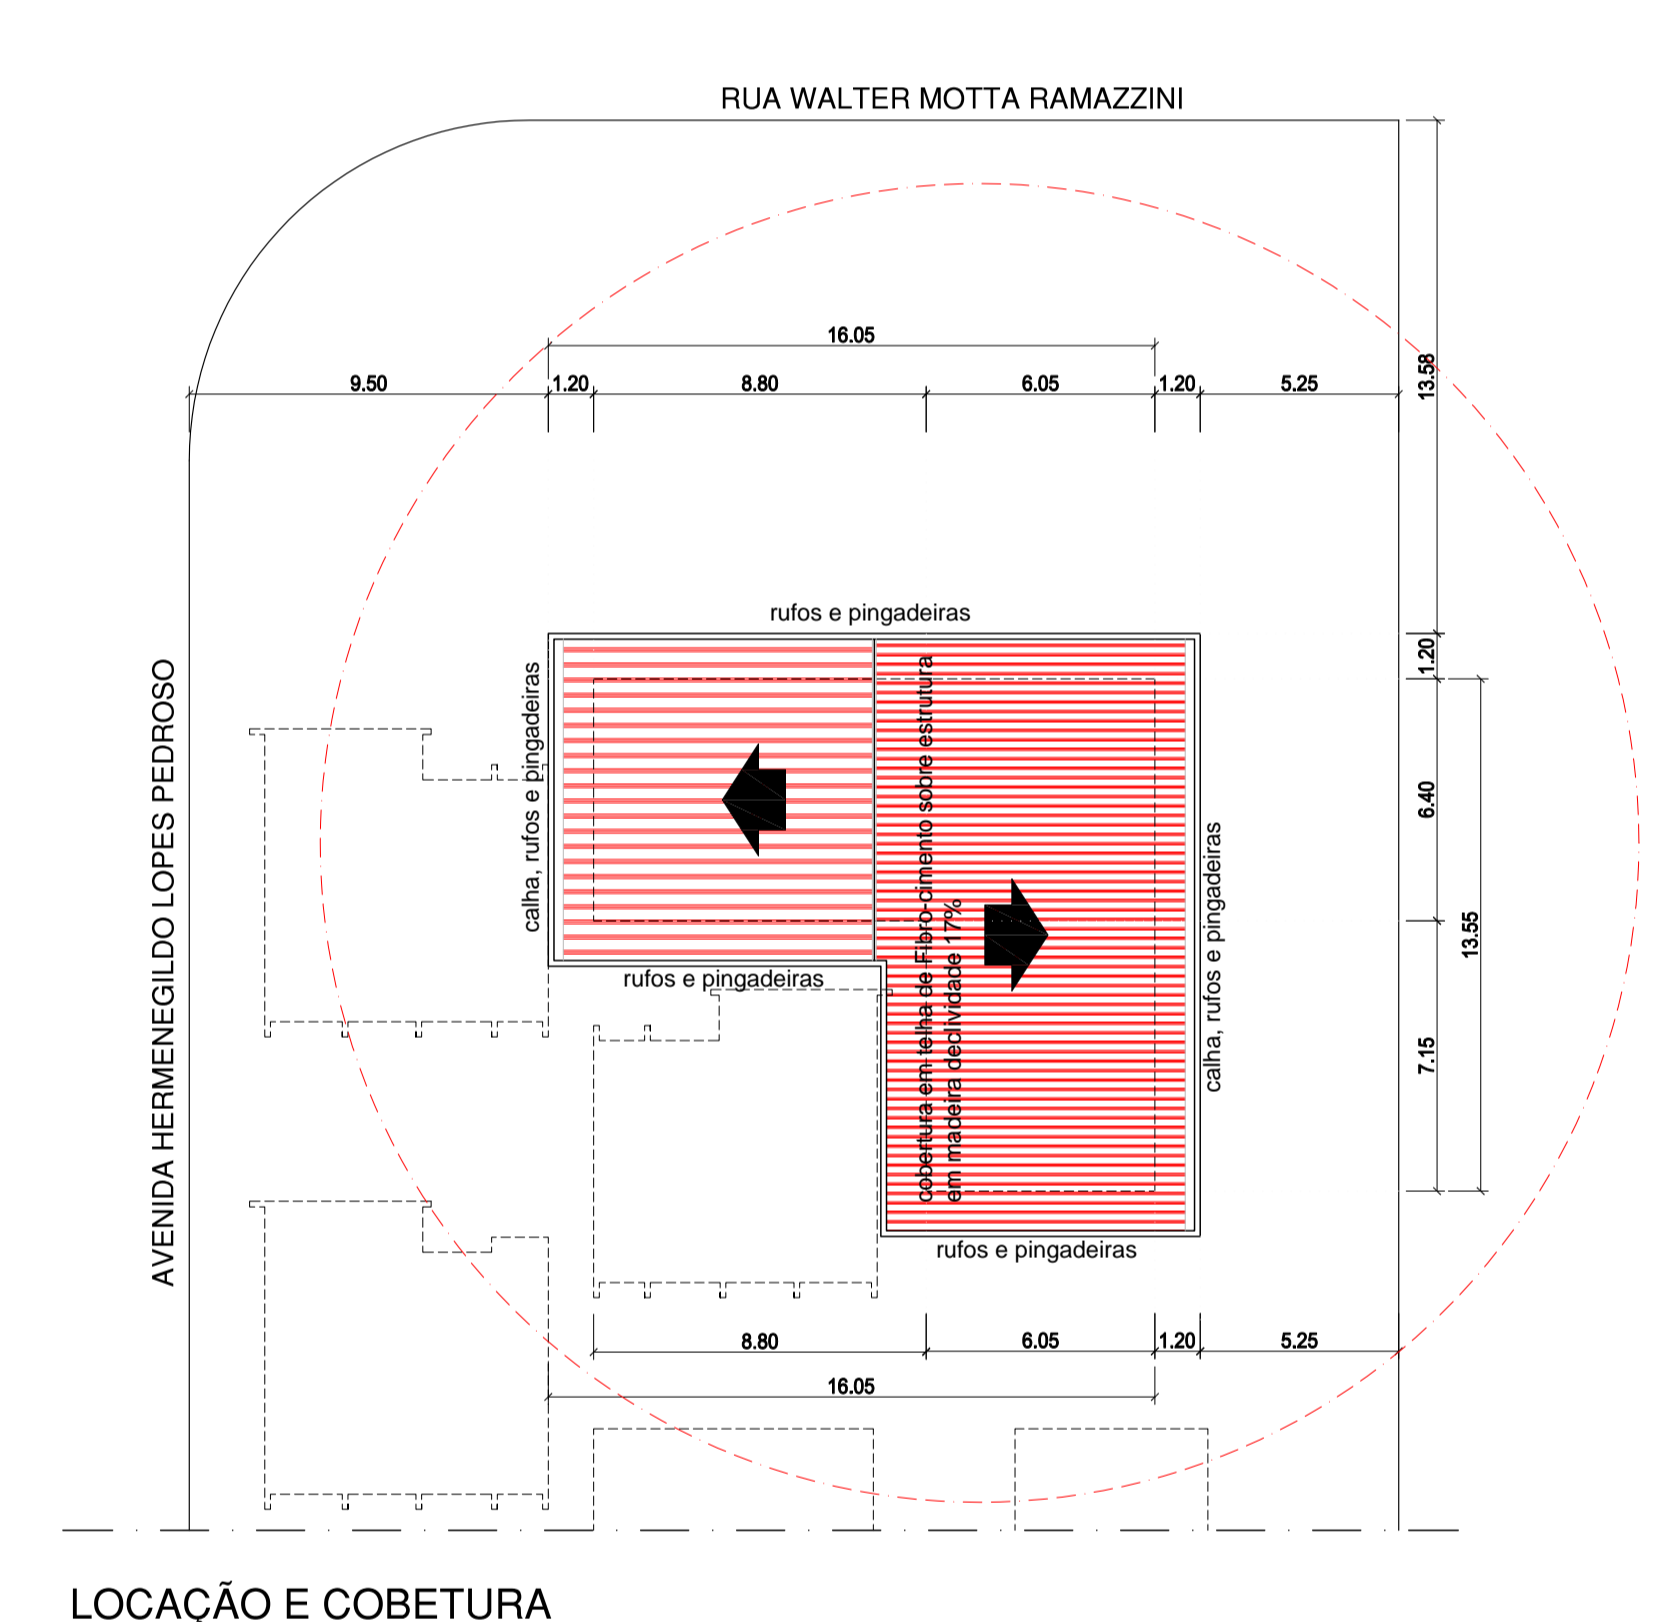 RUA WALTER MOTTA RAMAZZINI
16.05
9.50
1.20
8.80
6.05
1.20
5.25
13.58
AVENIDA HERMENEGILDO LOPES PEDROSO
rufos e pingadeiras
calha, rufos e pingadeiras
cobertura em telha de Fibro-cimento sobre estrutura
em madeira declividade 17%
calha, rufos e pingadeiras
1.20
6.40
13.55
7.15
rufos e pingadeiras
rufos e pingadeiras
8.80
6.05
1.20
5.25
16.05
LOCAÇÃO E COBETURA